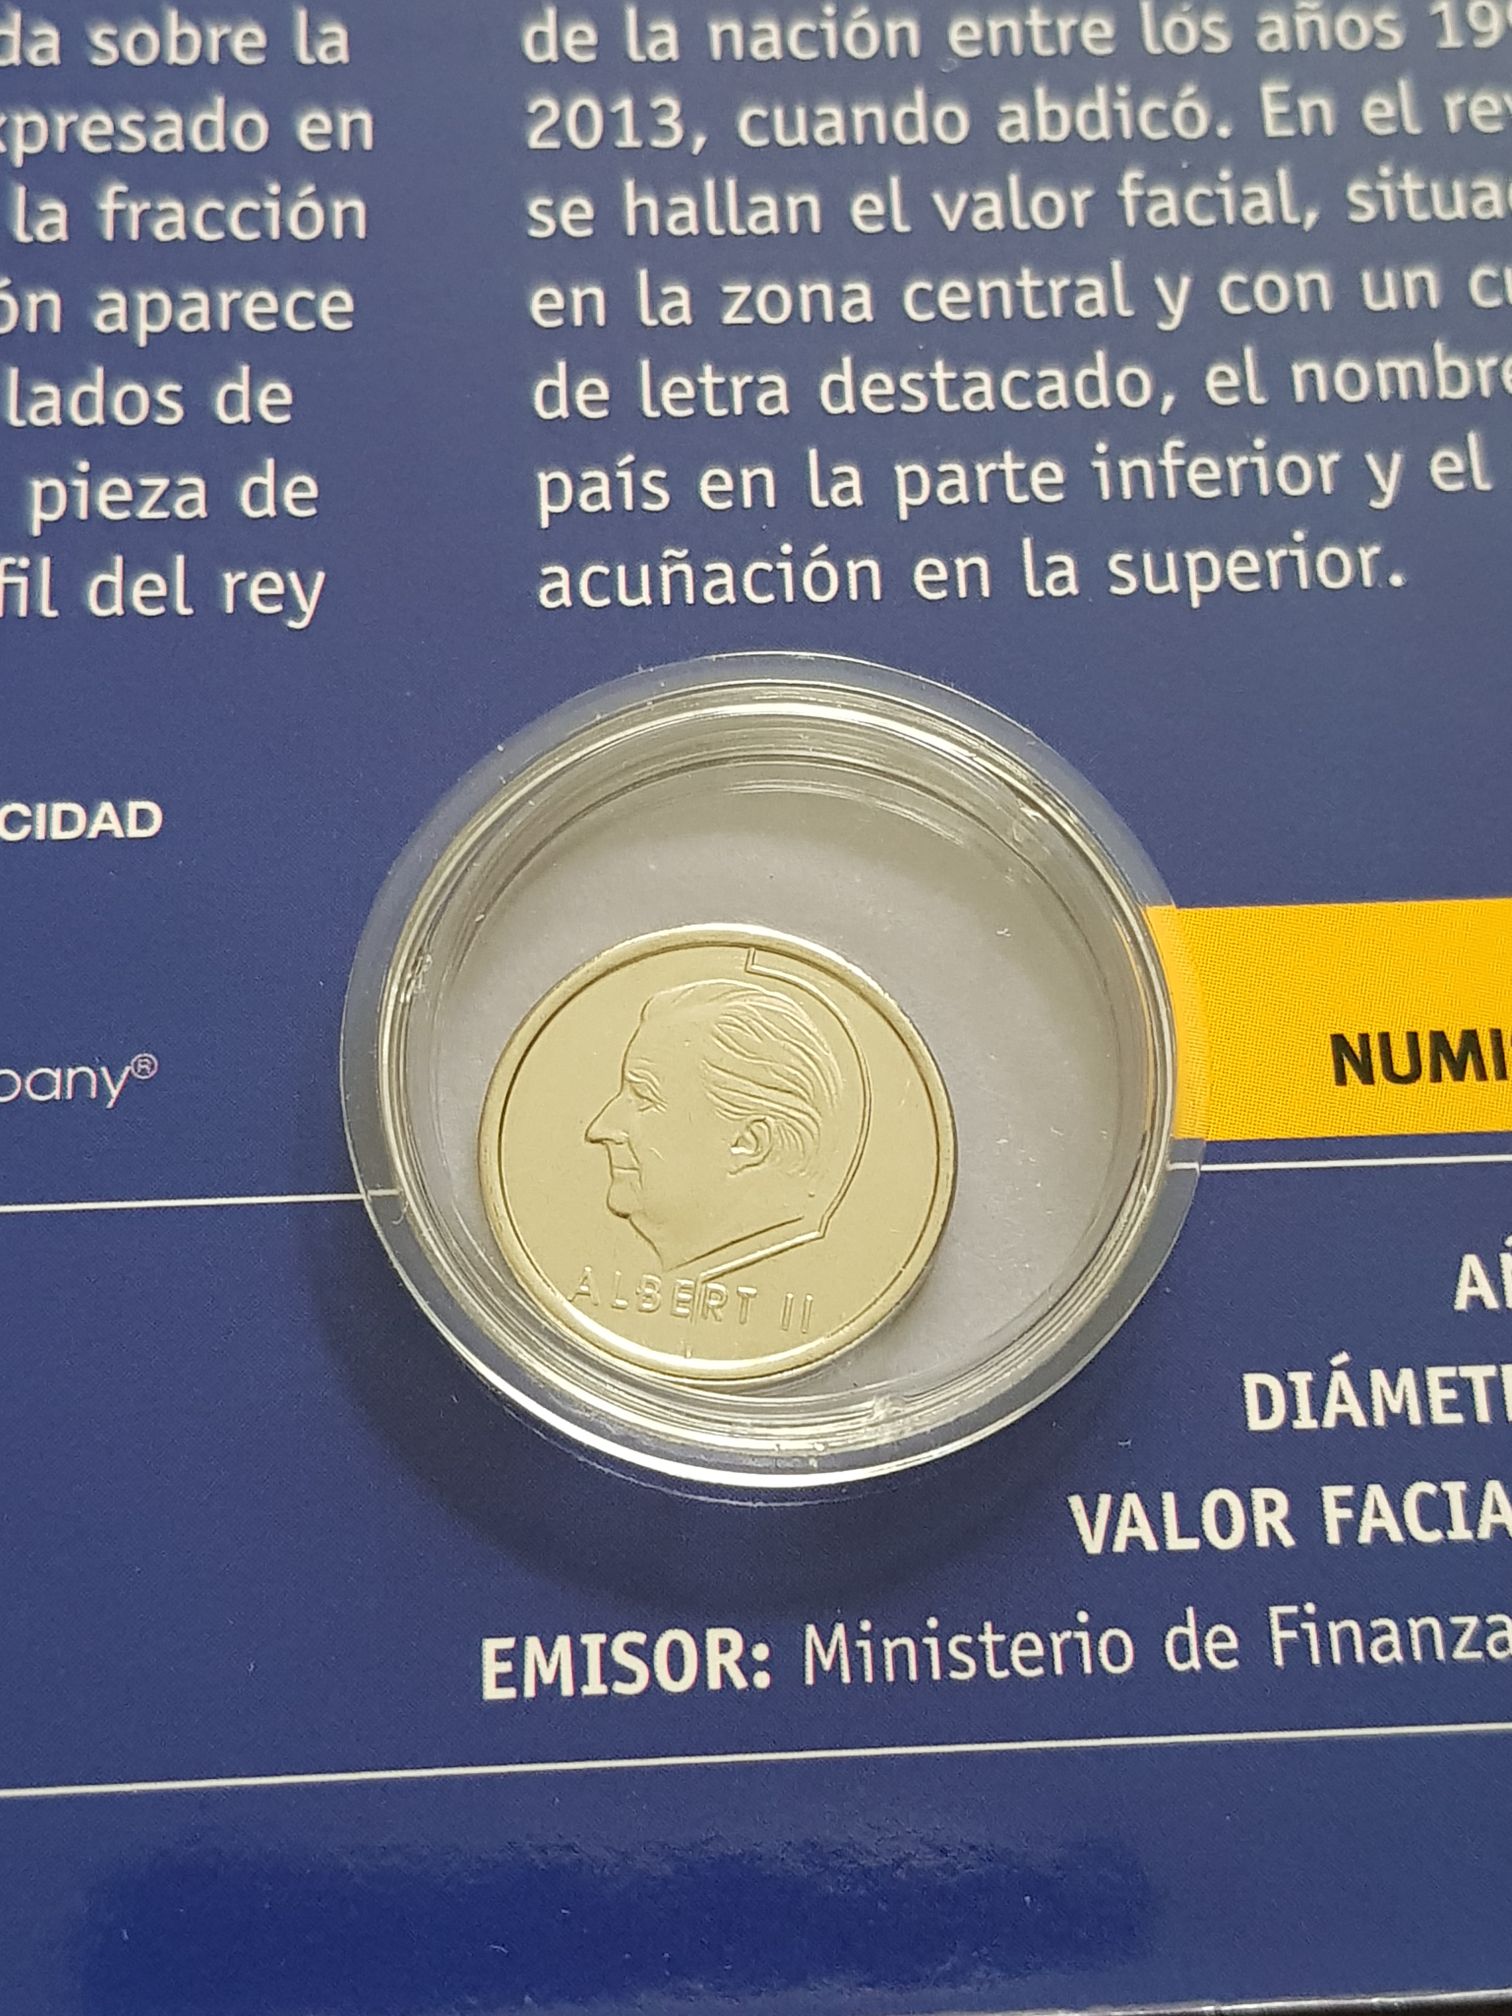 da sobre la
xpresado en
la fracción
ón aparece
lados de
pieza de
fil del rey
de la nación entre los años 19
2013, cuando abdicó. En el re
se hallan el valor facial, situa
en la zona central y con un c
de letra destacado, el nombre
país en la parte inferior y el
acuñación en la superior.
CIDAD
pany®
ALBERT II
NUMI
AÑ
DIÁMET
VALOR FACIA
EMISOR: Ministerio de Finanza